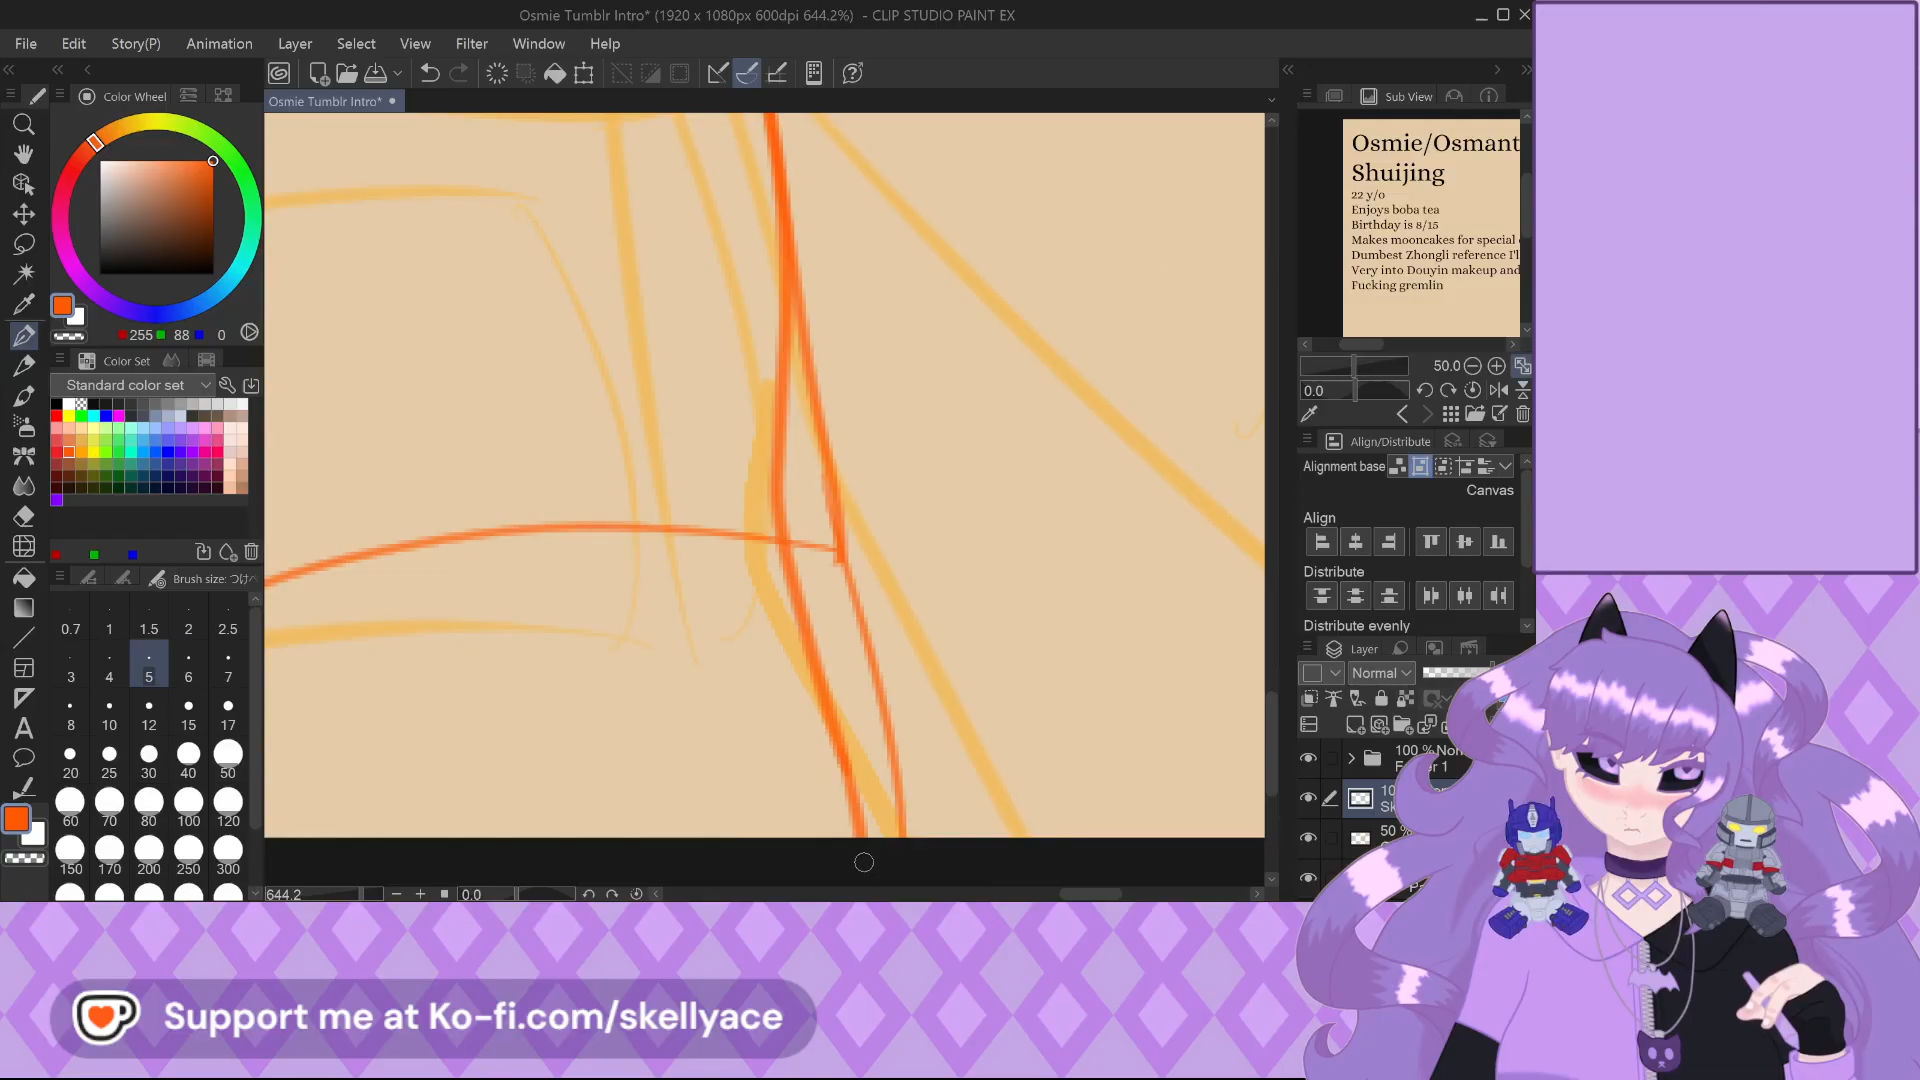 Osmie Tumblr Intro* (1920 x 1080px 600dpi 644.2%) - CLIP STUDIO PAINT EX
File Edit Story(P) Animation Layer Select View Filter Window Help
Color Wheel
Osmie Tumblr Intro*
Sub View
Osmie/Osmant
Shuijing
22 y/o
Enjoys boba tea
Birthday is 8/15
Makes mooncakes for special
Dumbest Zhongli reference I'll
Very into Douyin makeup and
Fucking gremlin
255 88 0
Color Set
Standard color set
50.0
0.0
Align/Distribute
Alignment base
Canvas
Align
Distribute
Distribute evenly
Brush size: つけペ
0.7 1 1.5 2 2.5
3 4 5 6 7
8 10 12 15 17
20 25 30 40 50
60 70 80 100 120
150 170 200 250 300
Layer
Normal
100 %
50 %
644.2
0.0
Support me at Ko-fi.com/skellyace